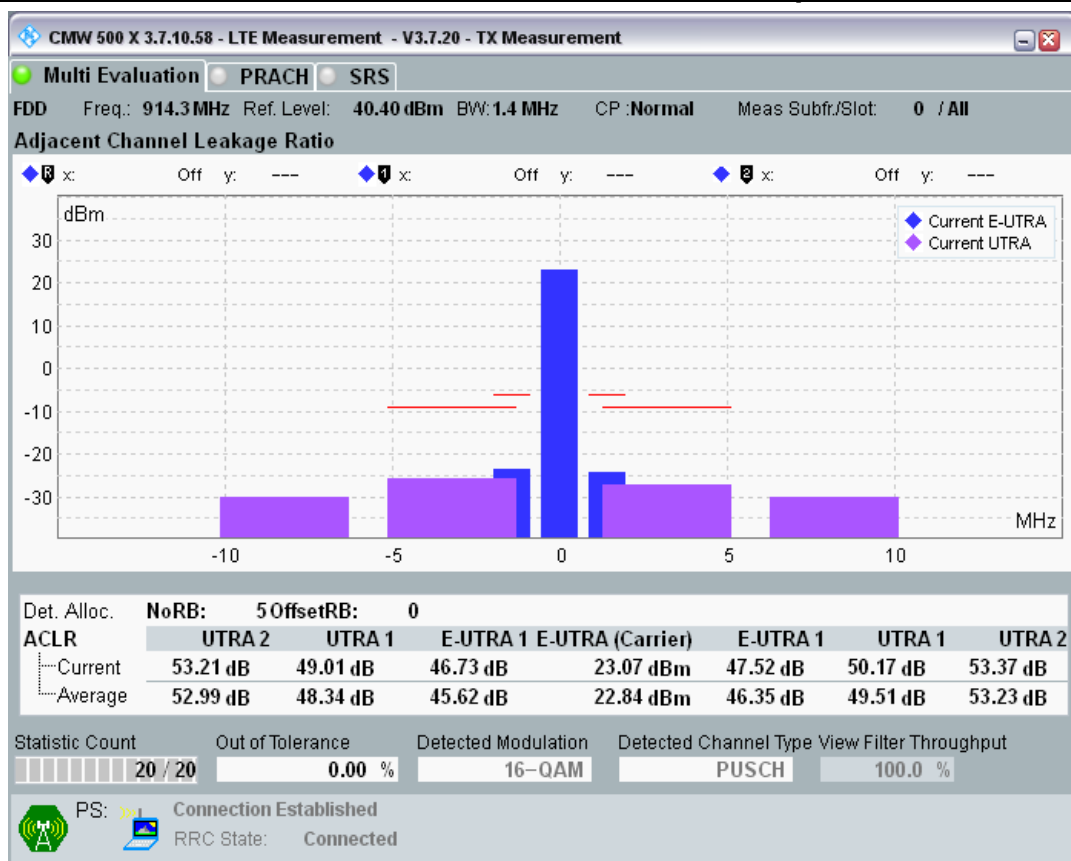 CMW 500 X 3.7.10.58 - LTE Measurement - V3.7.20 - TX Measurement
Multi Evaluation PRACH SRS
FDD Freq.: 914.3 MHz Ref. Level: 40.40 dBm BW: 1.4 MHz CP :Normal Meas Subfr./Slot: 0 / All
Adjacent Channel Leakage Ratio
R x: Off y: --- 1 x: Off y: --- 2 x: Off y: ---
dBm
Current E-UTRA
Current UTRA
30
20
10
0
-10
-20
-30
MHz
-10 -5 0 5 10
Det. Alloc. NoRB: 5 OffsetRB: 0
ACLR UTRA 2 UTRA 1 E-UTRA 1 E-UTRA (Carrier) E-UTRA 1 UTRA 1 UTRA 2
Current 53.21 dB 49.01 dB 46.73 dB 23.07 dBm 47.52 dB 50.17 dB 53.37 dB
Average 52.99 dB 48.34 dB 45.62 dB 22.84 dBm 46.35 dB 49.51 dB 53.23 dB
Statistic Count Out of Tolerance Detected Modulation Detected Channel Type View Filter Throughput
20 / 20 0.00 % 16-QAM PUSCH 100.0 %
PS: Connection Established
RRC State: Connected